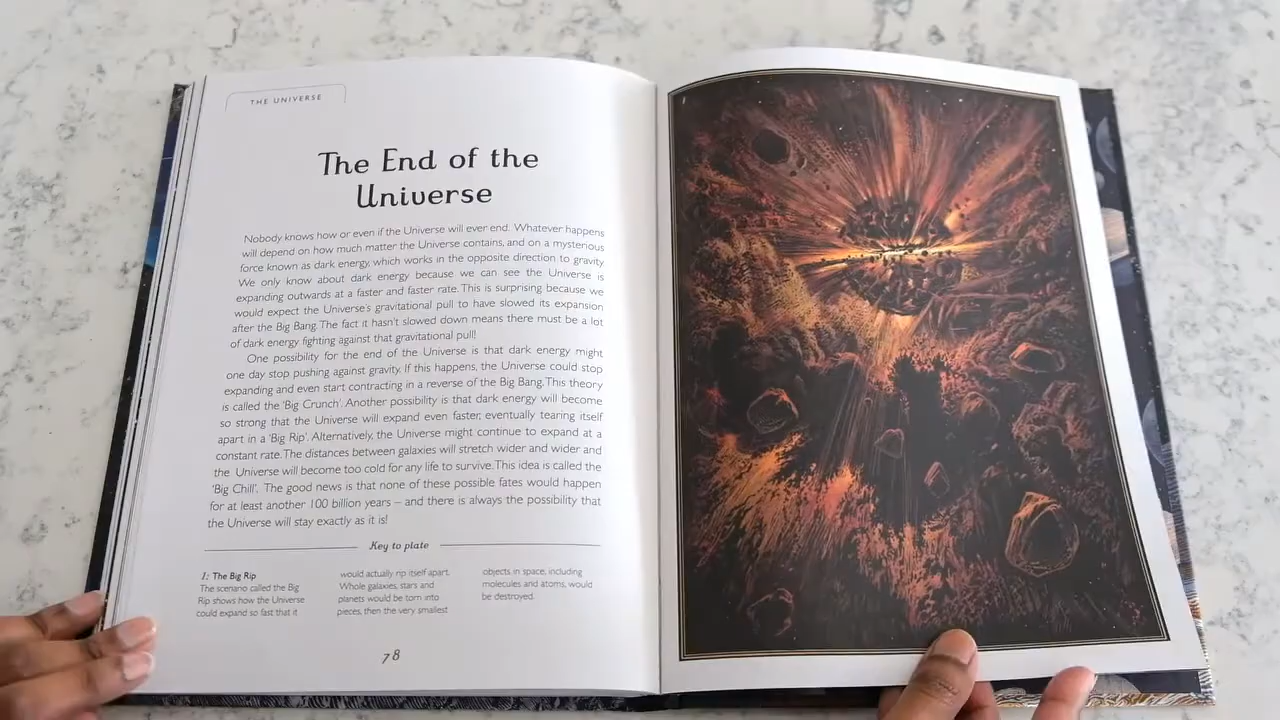 THE UNIVERSE
The End of the
Universe
Nobody knows how or even if the Universe will ever end. Whatever happens
will depend on how much matter the Universe contains, and on a mysterious
force known as dark energy, which works in the opposite direction to gravity
We only know about dark energy because we can see the Universe is
expanding outwards at a faster and faster rate. This is surprising because we
would expect the Universe's gravitational pull to have slowed its expansion
after the Big Bang. The fact it hasn't slowed down means there must be a lot
of dark energy fighting against that gravitational pull!
One possibility for the end of the Universe is that dark energy might
one day stop pushing against gravity. If this happens, the Universe could stop
expanding and even start contracting in a reverse of the Big Bang. This theory
is called the 'Big Crunch'. Another possibility is that dark energy will become
so strong that the Universe will expand even faster, eventually tearing itself
apart in a 'Big Rip'. Alternatively, the Universe might continue to expand at a
constant rate. The distances between galaxies will stretch wider and wider and
the Universe will become too cold for any life to survive. This idea is called the
'Big Chill'. The good news is that none of these possible fates would happen
for at least another 100 billion years – and there is always the possibility that
the Universe will stay exactly as it is!
Key to plate
1: The Big Rip
The scenario called the Big
Rip shows how the Universe
could expand so fast that it
would actually rip itself apart.
Whole galaxies, stars and
planets would be torn into
pieces, then the very smallest
objects in space, including
molecules and atoms, would
be destroyed.
78
1